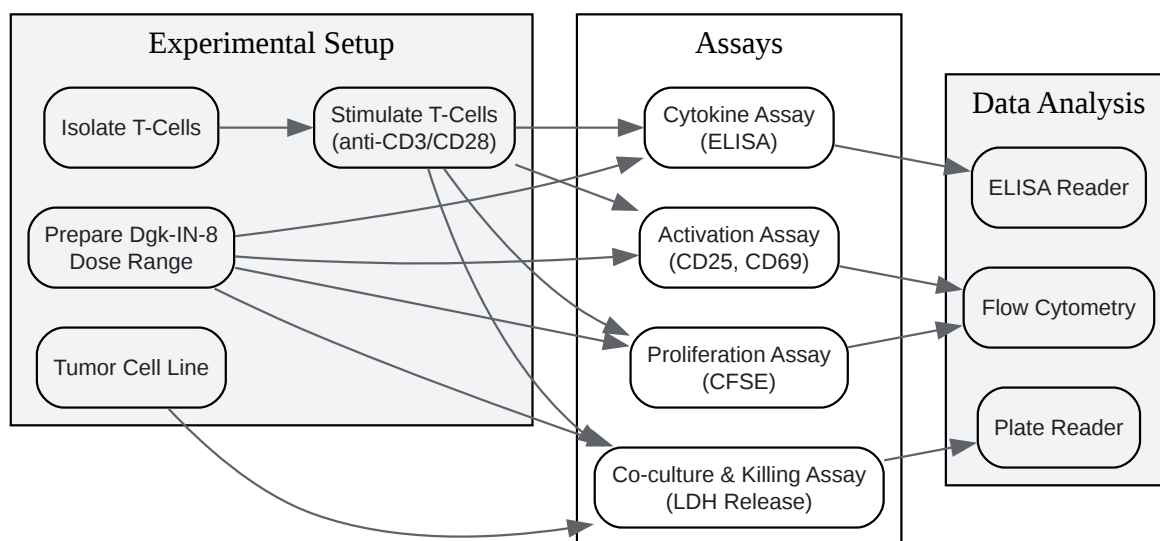 Experimental Setup
Isolate T-Cells
Stimulate T-Cells
(anti-CD3/CD28)
Prepare Dgk-IN-8
Dose Range
Tumor Cell Line
Assays
Cytokine Assay
(ELISA)
Activation Assay
(CD25, CD69)
Proliferation Assay
(CFSE)
Co-culture & Killing Assay
(LDH Release)
Data Analysis
ELISA Reader
Flow Cytometry
Plate Reader